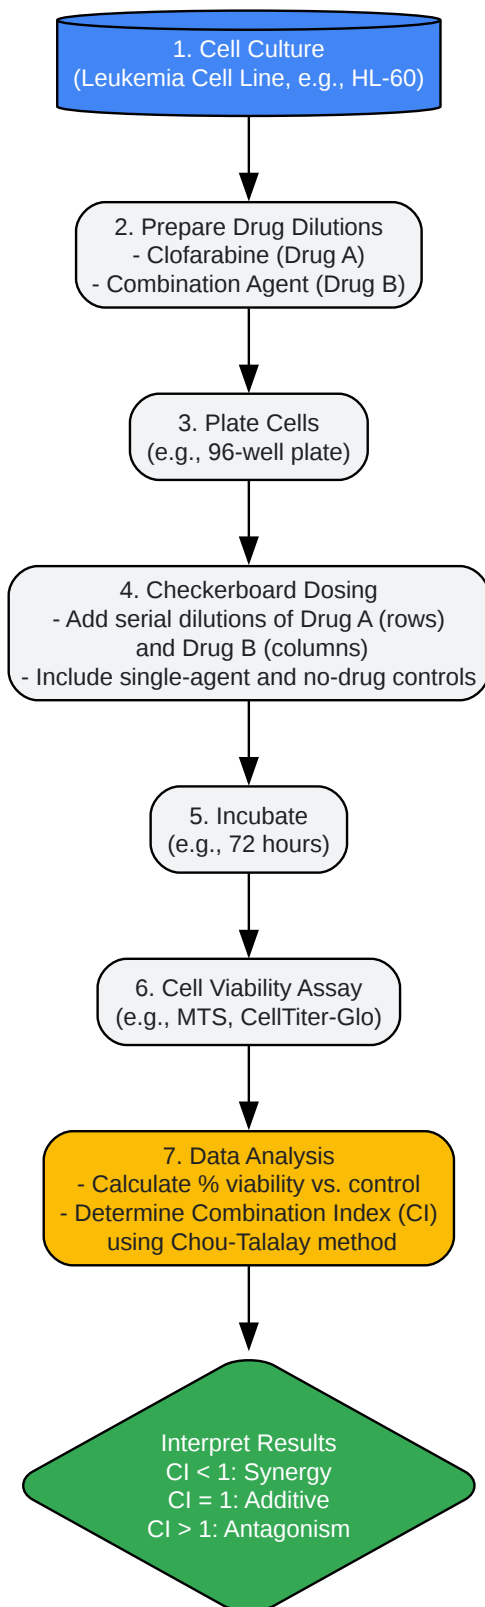 1. Cell Culture
(Leukemia Cell Line, e.g., HL-60)
2. Prepare Drug Dilutions
- Clofarabine (Drug A)
- Combination Agent (Drug B)
3. Plate Cells
(e.g., 96-well plate)
4. Checkerboard Dosing
- Add serial dilutions of Drug A (rows)
and Drug B (columns)
- Include single-agent and no-drug controls
5. Incubate
(e.g., 72 hours)
6. Cell Viability Assay
(e.g., MTS, CellTiter-Glo)
7. Data Analysis
- Calculate % viability vs. control
- Determine Combination Index (CI)
using Chou-Talalay method
Interpret Results
CI < 1: Synergy
CI = 1: Additive
CI > 1: Antagonism